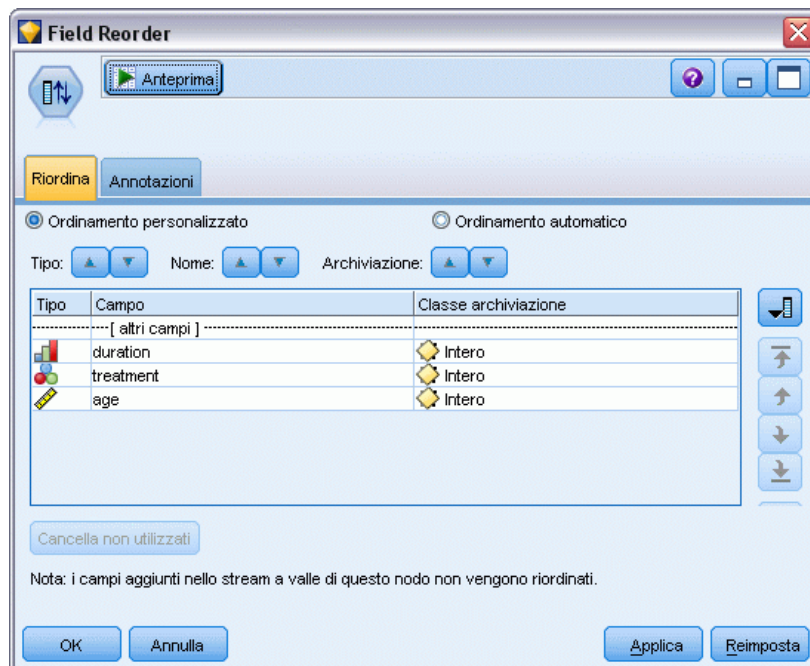 Field Reorder
Anteprima
Riordina Annotazioni
Ordinamento personalizzato Ordinamento automatico
Tipo: Nome: Archiviazione:
Tipo Campo Classe archiviazione
[ altri campi ]
duration Intero
treatment Intero
age Intero
Cancella non utilizzati
Nota: i campi aggiunti nello stream a valle di questo nodo non vengono riordinati.
OK Annulla Applica Reimposta